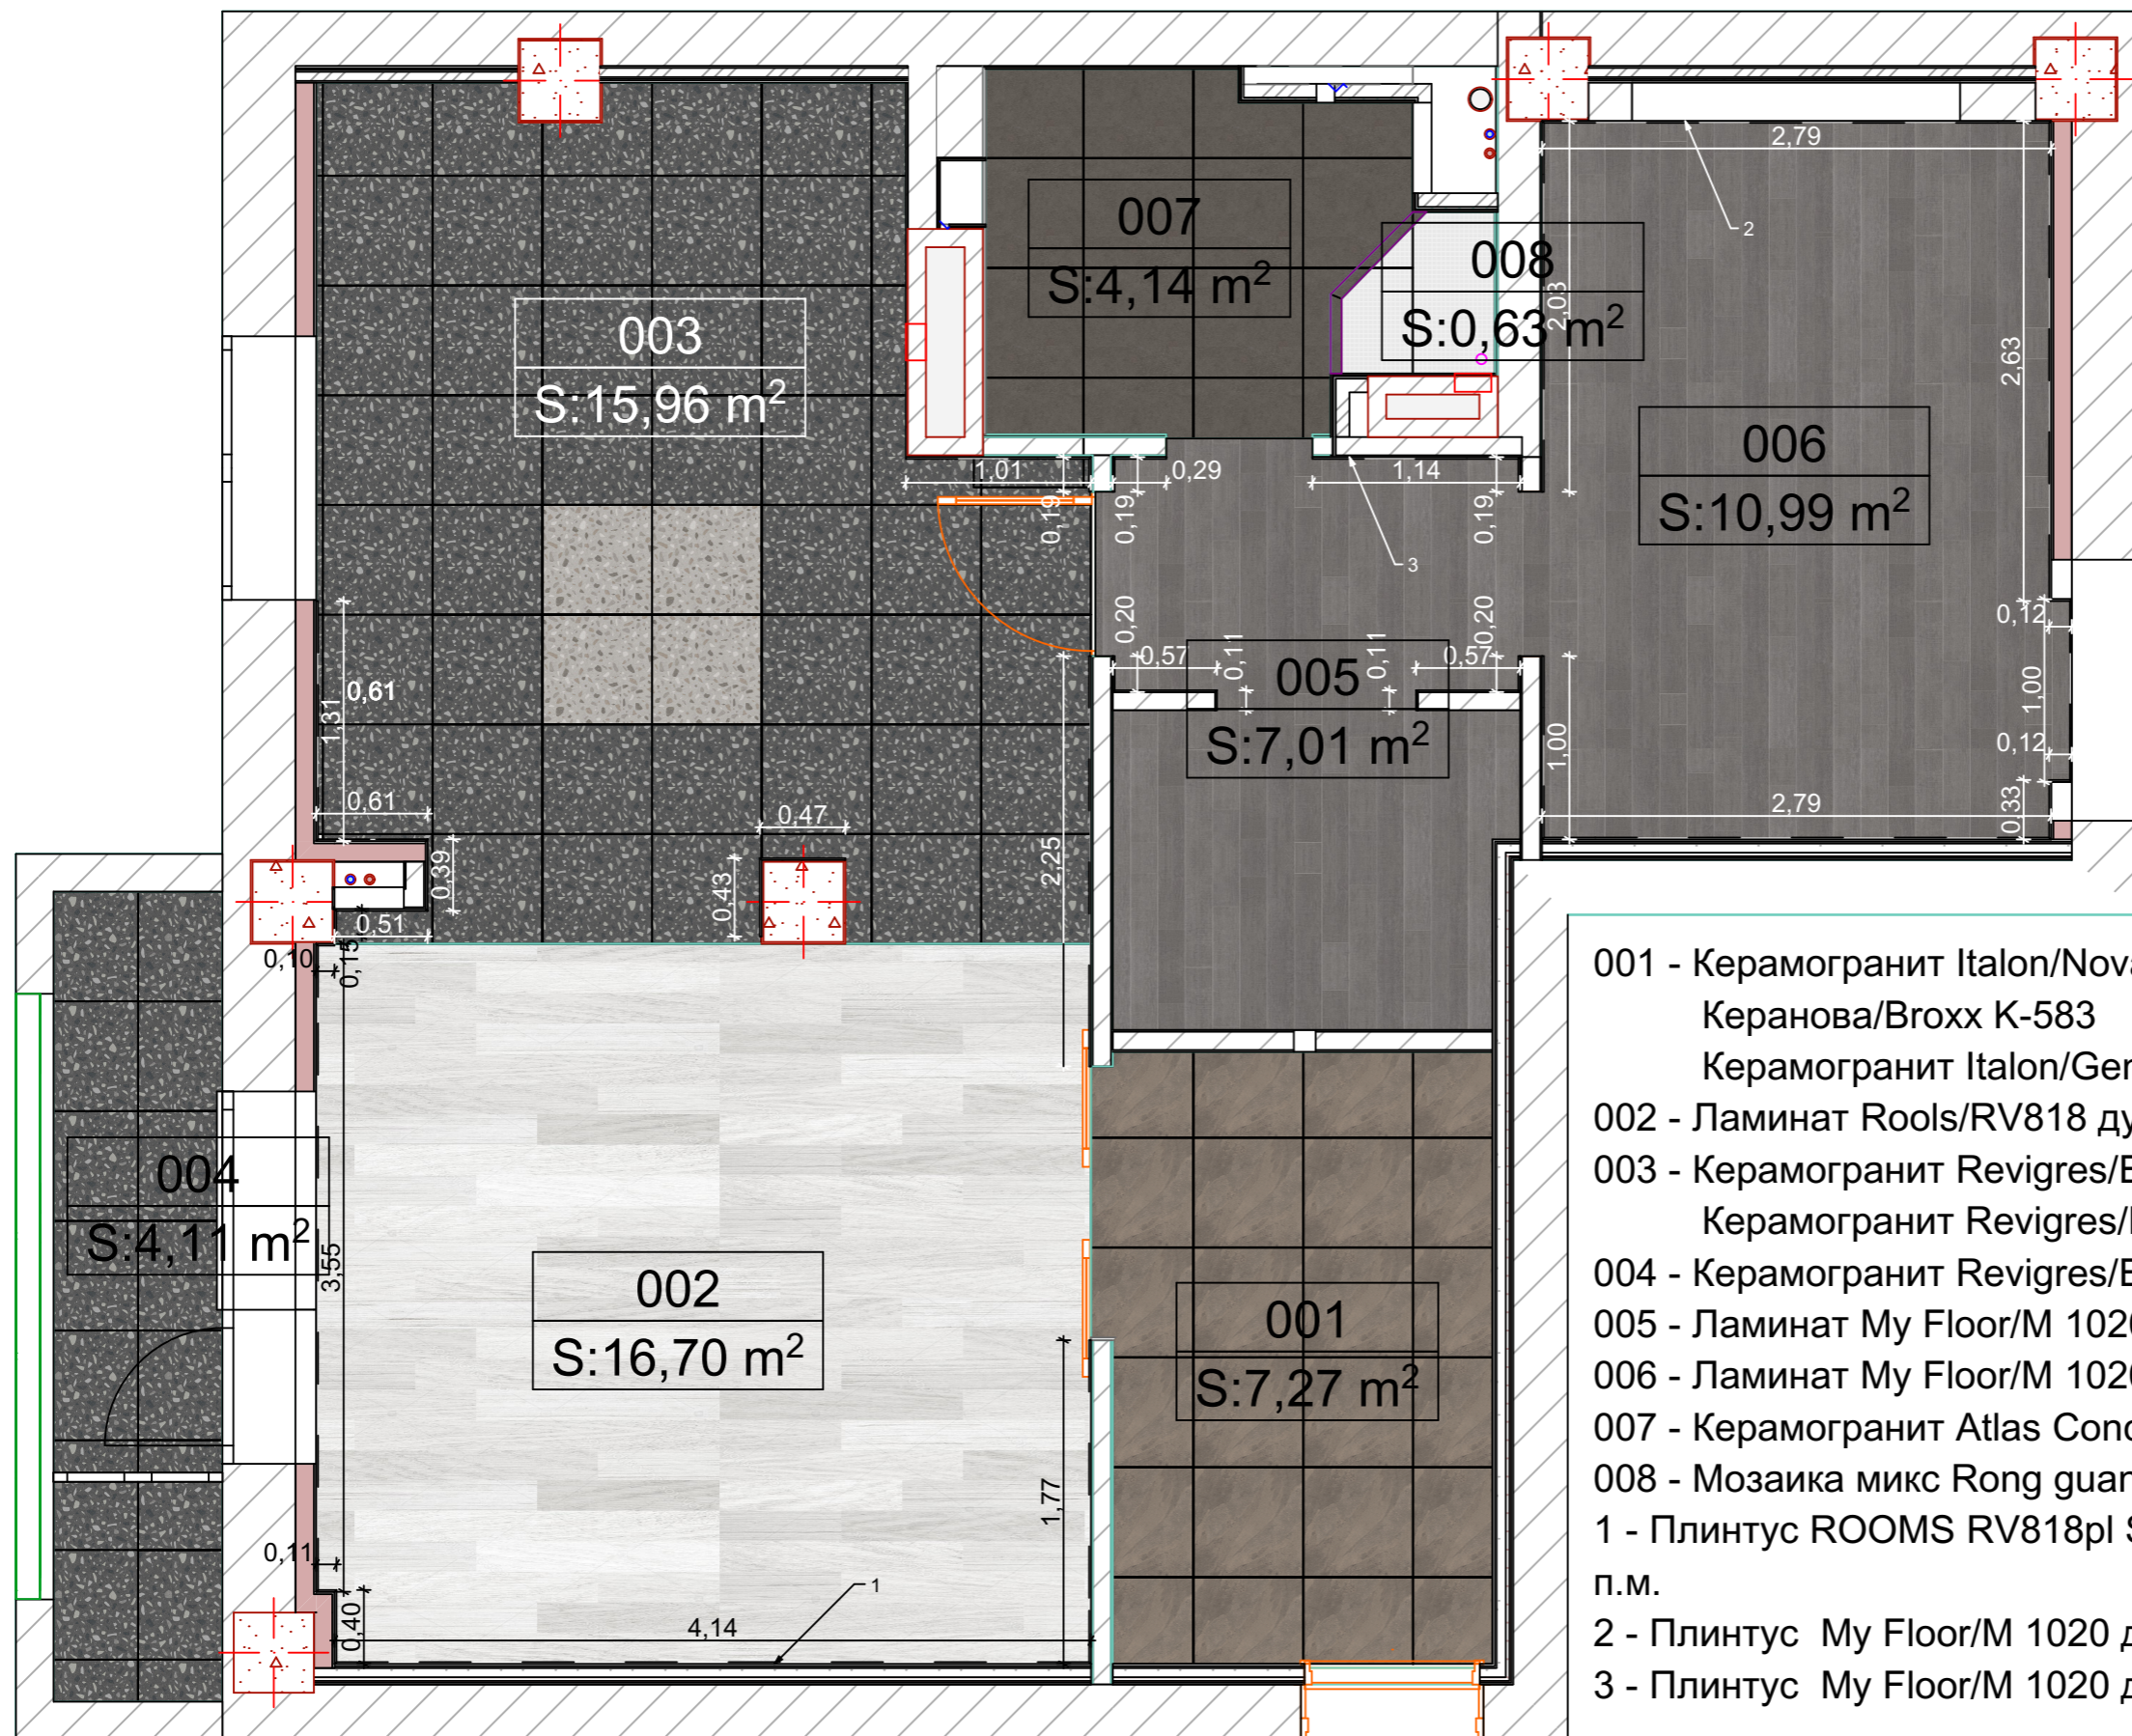 2,79
2
007
S:4,14 m²
008
S:0,63 m²
2,03
2,63
003
S:15,96 m²
006
S:10,99 m²
1,01
0,29
1,14
0,19
0,19
0,19
3
0,20
0,20
0,12
0,57
0,11
0,11
0,57
005
S:7,01 m²
0,61
1,31
1,00
1,00
0,12
0,61
0,47
2,79
0,33
0,39
0,43
2,25
0,51
0,10
0,15
004
S:4,11 m²
3,55
002
S:16,70 m²
001
S:7,27 m²
1,77
0,11
1
0,40
4,14
001 - Керамогранит Italon/Nova
Керанова/Broxx K-583
Керамогранит Italon/Gen
002 - Ламинат Rools/RV818 ду
003 - Керамогранит Revigres/
Керамогранит Revigres/
004 - Керамогранит Revigres/
005 - Ламинат My Floor/M 1020
006 - Ламинат My Floor/M 1020
007 - Керамогранит Atlas Conc
008 - Мозаика микс Rong guan
1 - Плинтус ROOMS RV818pl S
п.м.
2 - Плинтус My Floor/M 1020 д
3 - Плинтус My Floor/M 1020 д